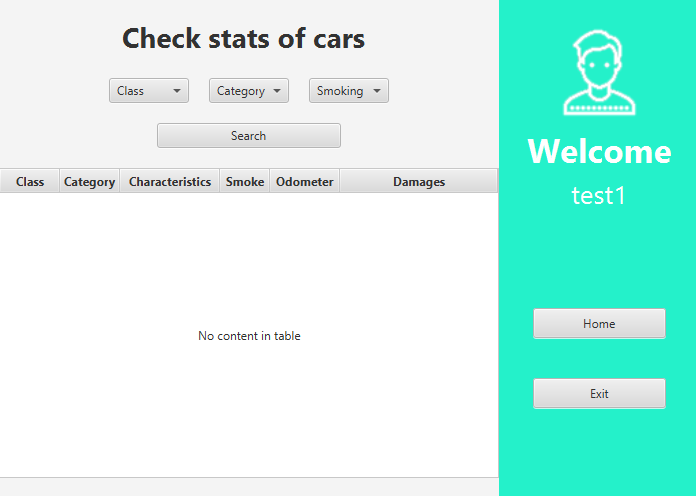 Check stats of cars
Class Category Smoking
Search
Class Category Characteristics Smoke Odometer Damages
No content in table
Welcome
test1
Home
Exit